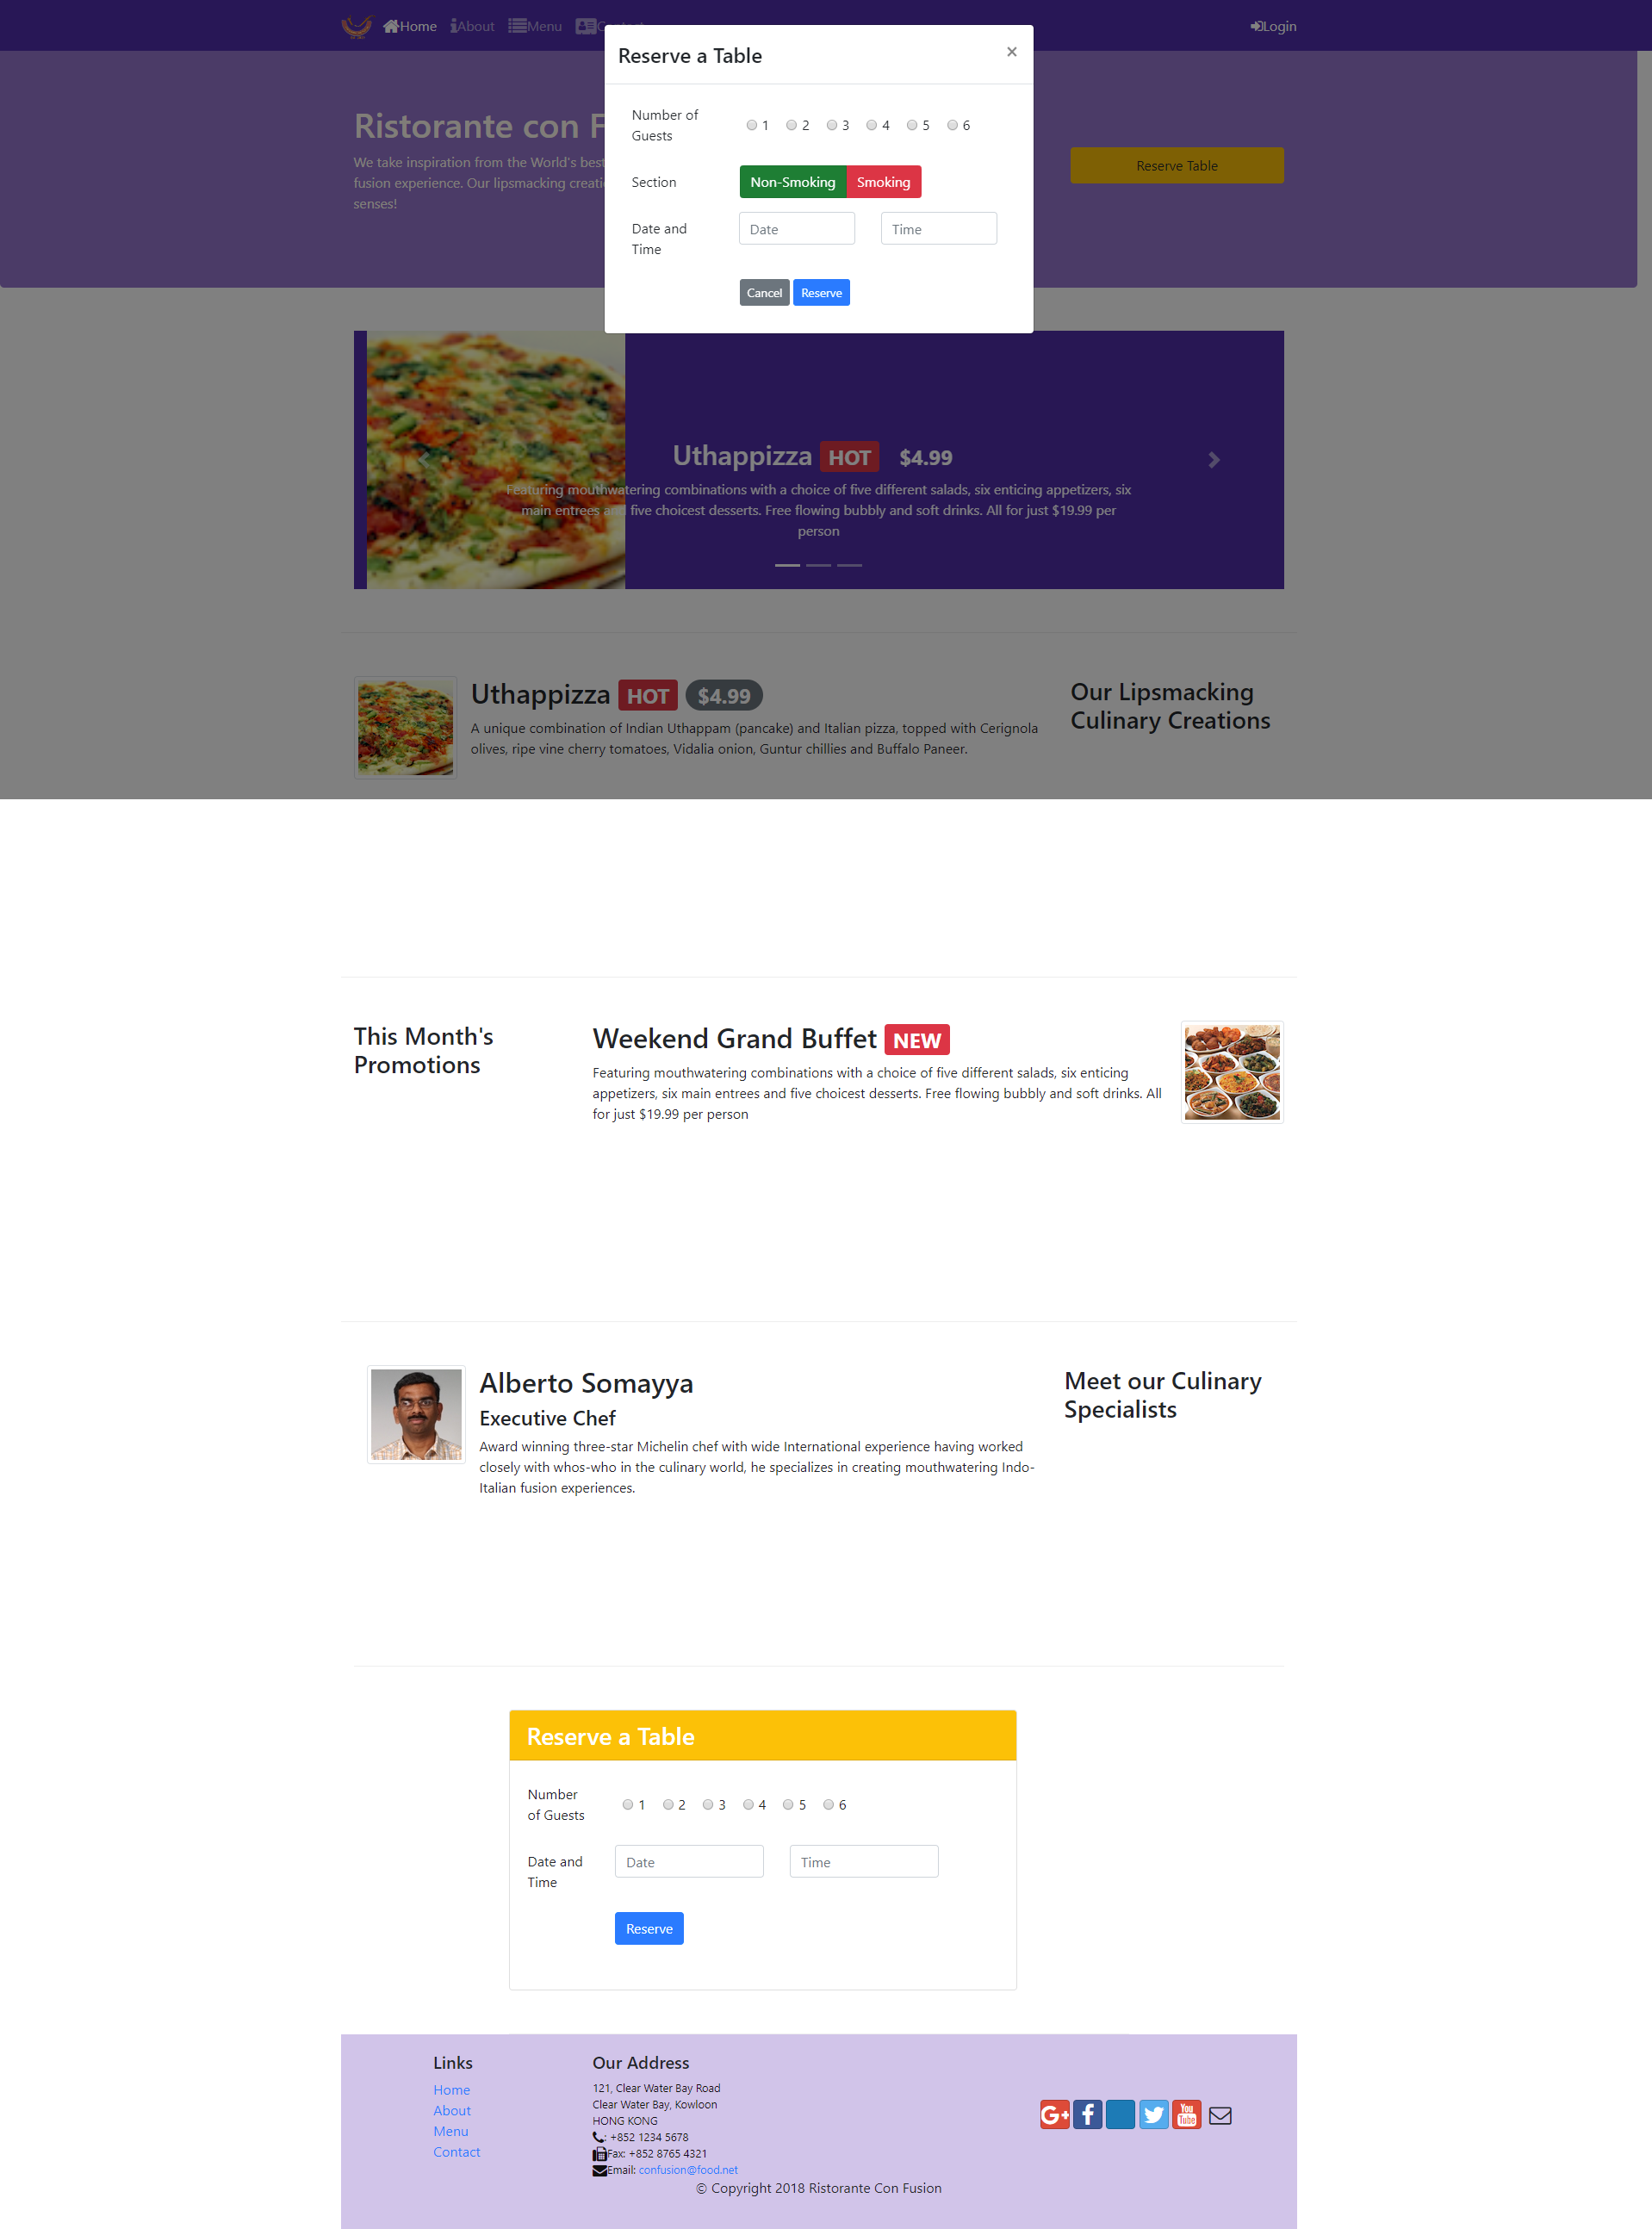 Home About Menu Contact Login
Reserve a Table ×
Number of
Guests
1 2 3 4 5 6
Section
Non-Smoking Smoking
Date and
Time
Date Time
Cancel Reserve
Ristorante con F
We take inspiration from the World's best
fusion experience. Our lipsmacking creati
senses!
Reserve Table
Uthappizza HOT $4.99
Featuring mouthwatering combinations with a choice of five different salads, six enticing appetizers, six
main entrees and five choicest desserts. Free flowing bubbly and soft drinks. All for just $19.99 per
person
Uthappizza HOT $4.99
A unique combination of Indian Uthappam (pancake) and Italian pizza, topped with Cerignola
olives, ripe vine cherry tomatoes, Vidalia onion, Guntur chillies and Buffalo Paneer.
Our Lipsmacking
Culinary Creations
This Month's
Promotions
Weekend Grand Buffet NEW
Featuring mouthwatering combinations with a choice of five different salads, six enticing
appetizers, six main entrees and five choicest desserts. Free flowing bubbly and soft drinks. All
for just $19.99 per person
Alberto Somayya
Executive Chef
Award winning three-star Michelin chef with wide International experience having worked
closely with whos-who in the culinary world, he specializes in creating mouthwatering Indo-
Italian fusion experiences.
Meet our Culinary
Specialists
Reserve a Table
Number
of Guests
1 2 3 4 5 6
Date and
Time
Date Time
Reserve
Links
Home
About
Menu
Contact
Our Address
121, Clear Water Bay Road
Clear Water Bay, Kowloon
HONG KONG
: +852 1234 5678
Fax: +852 8765 4321
Email: confusion@food.net
G+ f You Tube
© Copyright 2018 Ristorante Con Fusion